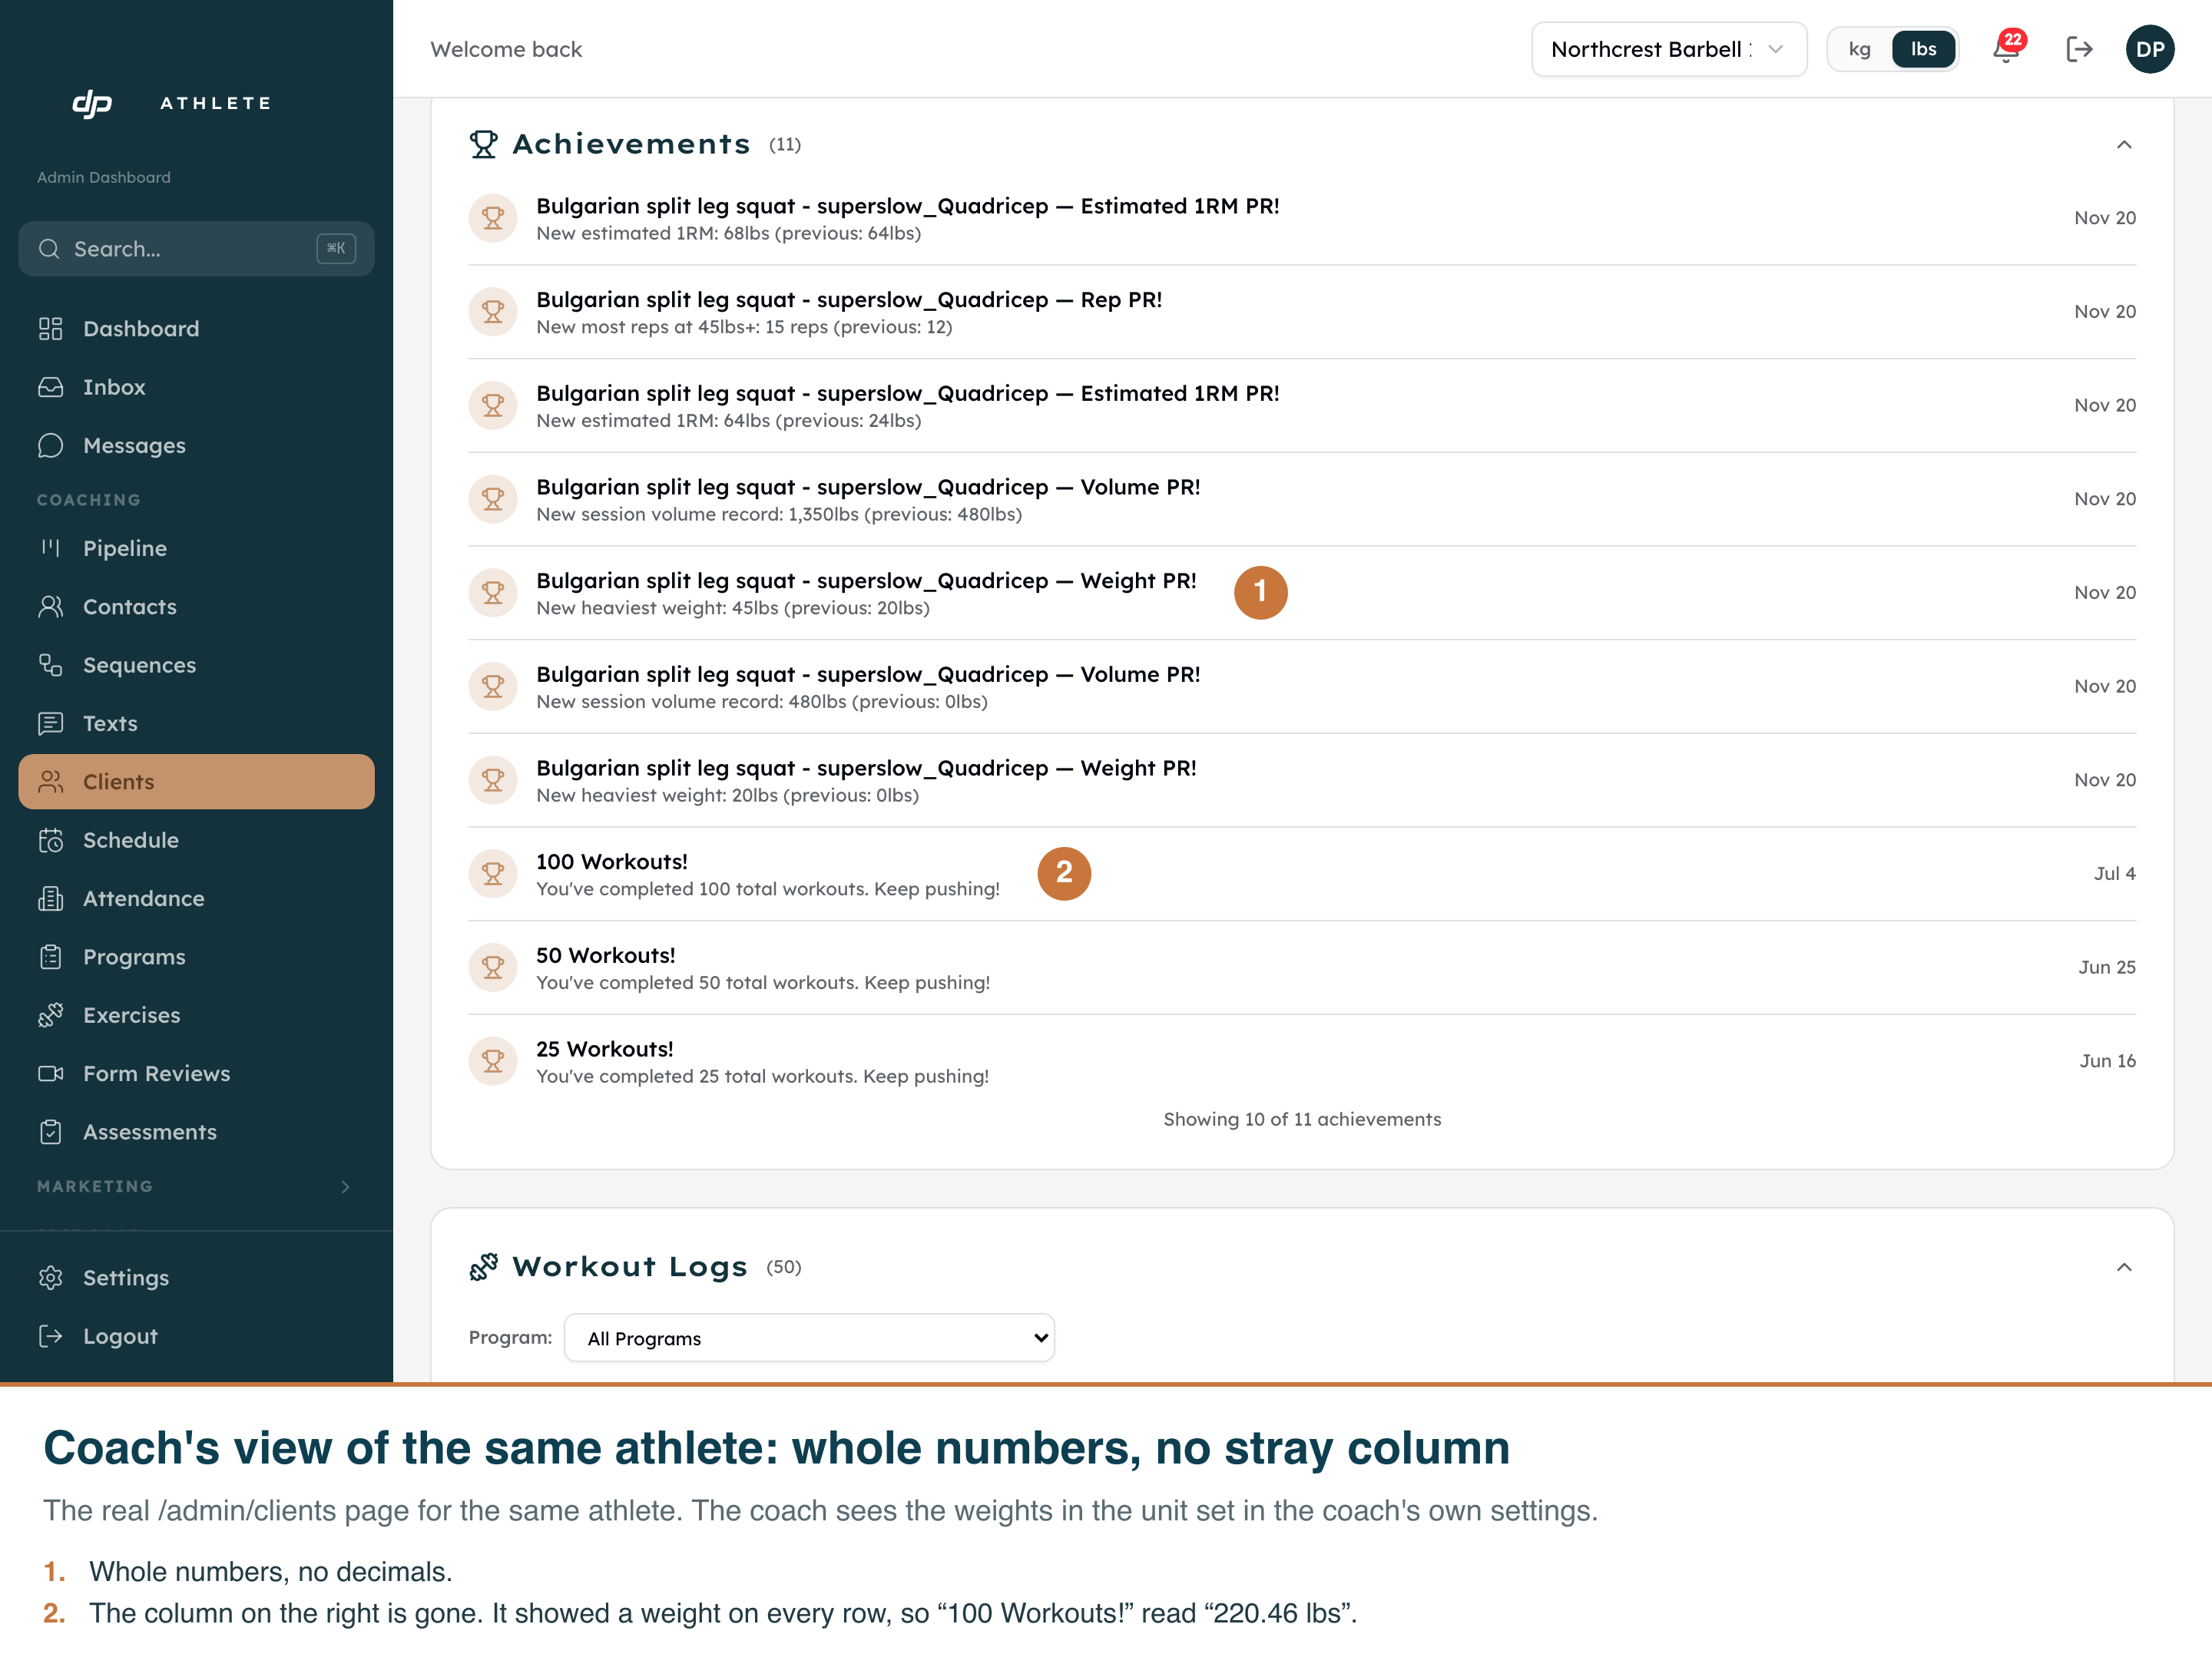 dp ATHLETE
Admin Dashboard
Search... ⌘K
Dashboard
Inbox
Messages
COACHING
Pipeline
Contacts
Sequences
Texts
Clients
Schedule
Attendance
Programs
Exercises
Form Reviews
Assessments
MARKETING
Settings
Logout
Welcome back
Northcrest Barbell
kg lbs
22
DP
Achievements (11)
Bulgarian split leg squat - superslow_Quadricep — Estimated 1RM PR!
New estimated 1RM: 68lbs (previous: 64lbs)
Nov 20
Bulgarian split leg squat - superslow_Quadricep — Rep PR!
New most reps at 45lbs+: 15 reps (previous: 12)
Nov 20
Bulgarian split leg squat - superslow_Quadricep — Estimated 1RM PR!
New estimated 1RM: 64lbs (previous: 24lbs)
Nov 20
Bulgarian split leg squat - superslow_Quadricep — Volume PR!
New session volume record: 1,350lbs (previous: 480lbs)
Nov 20
Bulgarian split leg squat - superslow_Quadricep — Weight PR!
New heaviest weight: 45lbs (previous: 20lbs)
1
Nov 20
Bulgarian split leg squat - superslow_Quadricep — Volume PR!
New session volume record: 480lbs (previous: 0lbs)
Nov 20
Bulgarian split leg squat - superslow_Quadricep — Weight PR!
New heaviest weight: 20lbs (previous: 0lbs)
Nov 20
100 Workouts!
You've completed 100 total workouts. Keep pushing!
2
Jul 4
50 Workouts!
You've completed 50 total workouts. Keep pushing!
Jun 25
25 Workouts!
You've completed 25 total workouts. Keep pushing!
Jun 16
Showing 10 of 11 achievements
Workout Logs (50)
Program: All Programs
Coach's view of the same athlete: whole numbers, no stray column
The real /admin/clients page for the same athlete. The coach sees the weights in the unit set in the coach's own settings.
1. Whole numbers, no decimals.
2. The column on the right is gone. It showed a weight on every row, so “100 Workouts!” read “220.46 lbs”.